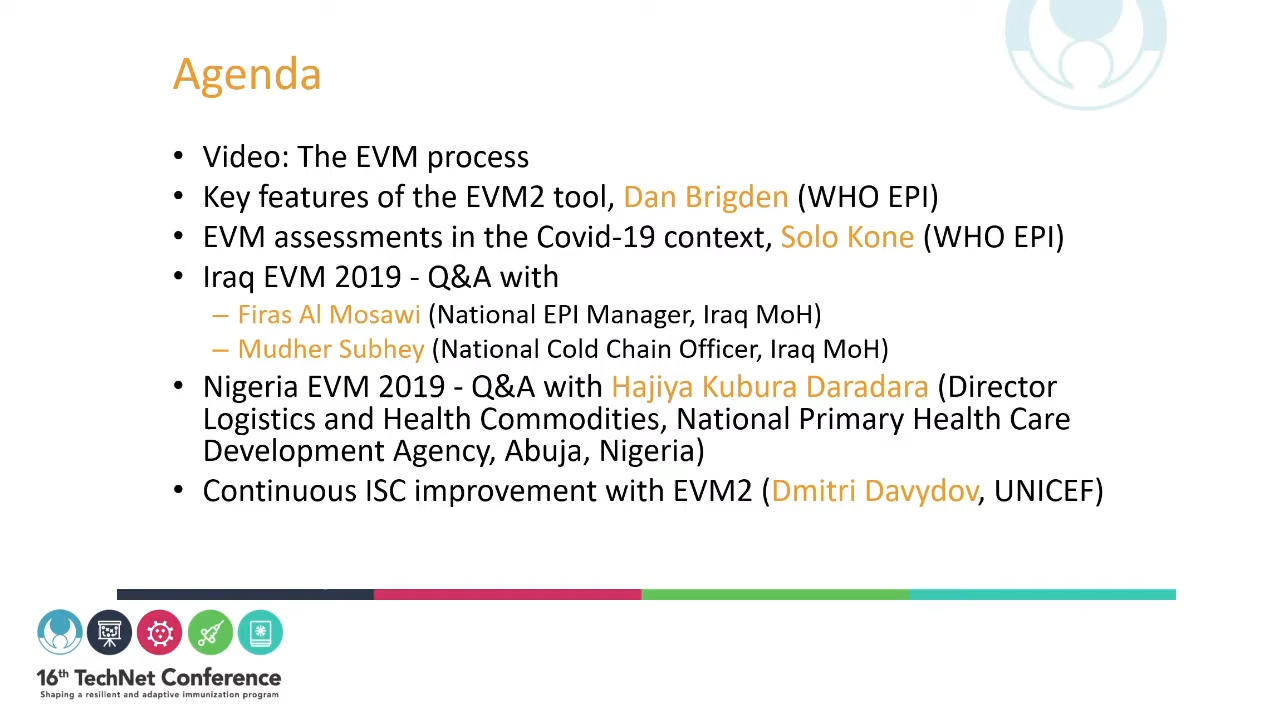 Agenda
• Video: The EVM process
• Key features of the EVM2 tool, Dan Brigden (WHO EPI)
• EVM assessments in the Covid-19 context, Solo Kone (WHO EPI)
• Iraq EVM 2019 - Q&A with
– Firas Al Mosawi (National EPI Manager, Iraq MoH)
– Mudher Subhey (National Cold Chain Officer, Iraq MoH)
• Nigeria EVM 2019 - Q&A with Hajiya Kubura Daradara (Director
Logistics and Health Commodities, National Primary Health Care
Development Agency, Abuja, Nigeria)
• Continuous ISC improvement with EVM2 (Dmitri Davydov, UNICEF)
16th TechNet Conference
Shaping a resilient and adaptive immunization program